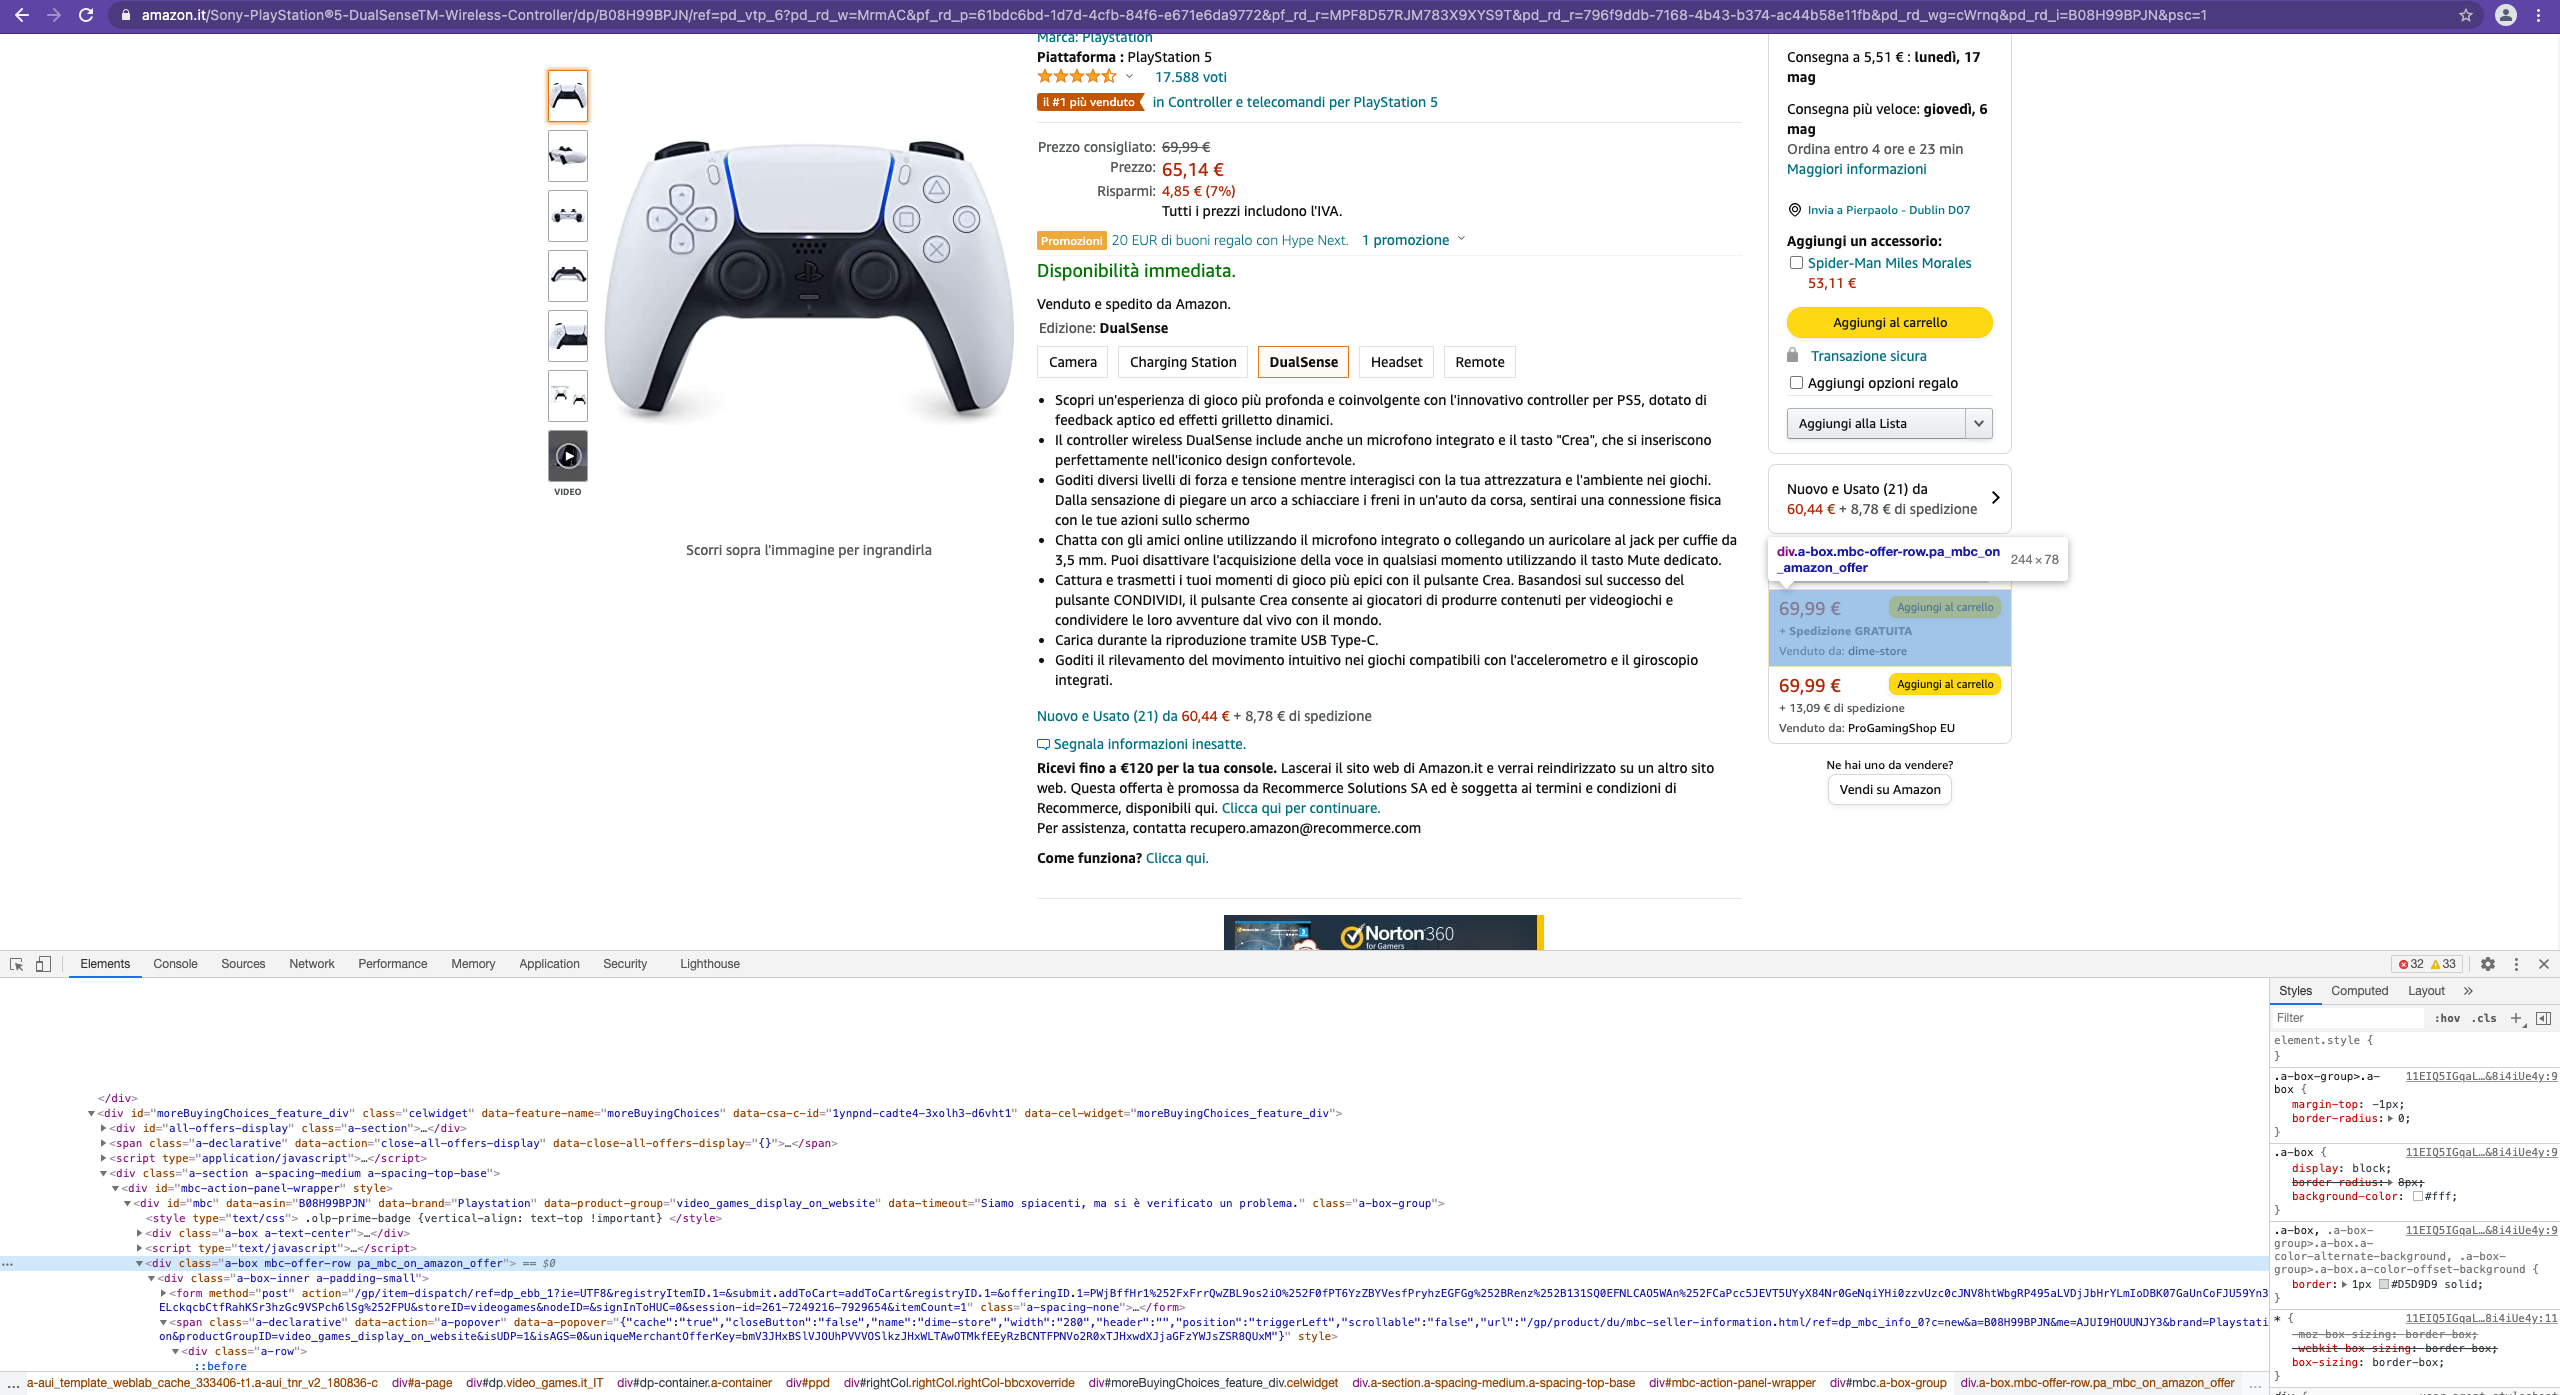 amazon.it/Sony-PlayStation®5-DualSenseTM-Wireless-Controller/dp/B08H99BPJN/ref=pd_vtp_6?pd_rd_w=MrmAC&pf_rd_p=61bdc6bd-1d7d-4cfb-84f6-e671e6da9772&pf_rd_r=MPF8D57RJM783X9XYS9T&pd_rd_r=796f9ddb-7168-4b43-b374-ac44b58e11fb&pd_rd_wg=cWrnq&pd_rd_i=B08H99BPJN&psc=1
VIDEO
Scorri sopra l'immagine per ingrandirla
Marca: Playstation
Piattaforma : PlayStation 5
17.588 voti
il #1 più venduto in Controller e telecomandi per PlayStation 5
Prezzo consigliato: 69,99 €
Prezzo: 65,14 €
Risparmi: 4,85 € (7%)
Tutti i prezzi includono l'IVA.
Promozioni 20 EUR di buoni regalo con Hype Next. 1 promozione
Disponibilità immediata.
Venduto e spedito da Amazon.
Edizione: DualSense
Camera Charging Station DualSense Headset Remote
• Scopri un'esperienza di gioco più profonda e coinvolgente con l'innovativo controller per PS5, dotato di
feedback aptico ed effetti grilletto dinamici.
• Il controller wireless DualSense include anche un microfono integrato e il tasto "Crea", che si inseriscono
perfettamente nell'iconico design confortevole.
• Goditi diversi livelli di forza e tensione mentre interagisci con la tua attrezzatura e l'ambiente nei giochi.
Dalla sensazione di piegare un arco a schiacciare i freni in un'auto da corsa, sentirai una connessione fisica
con le tue azioni sullo schermo
• Chatta con gli amici online utilizzando il microfono integrato o collegando un auricolare al jack per cuffie da
3,5 mm. Puoi disattivare l'acquisizione della voce in qualsiasi momento utilizzando il tasto Mute dedicato.
• Cattura e trasmetti i tuoi momenti di gioco più epici con il pulsante Crea. Basandosi sul successo del
pulsante CONDIVIDI, il pulsante Crea consente ai giocatori di produrre contenuti per videogiochi e
condividere le loro avventure dal vivo con il mondo.
• Carica durante la riproduzione tramite USB Type-C.
• Goditi il rilevamento del movimento intuitivo nei giochi compatibili con l'accelerometro e il giroscopio
integrati.
Nuovo e Usato (21) da 60,44 € + 8,78 € di spedizione
Segnala informazioni inesatte.
Ricevi fino a €120 per la tua console. Lascerai il sito web di Amazon.it e verrai reindirizzato su un altro sito
web. Questa offerta è promossa da Recommerce Solutions SA ed è soggetta ai termini e condizioni di
Recommerce, disponibili qui. Clicca qui per continuare.
Per assistenza, contatta recupero.amazon@recommerce.com
Come funziona? Clicca qui.
Norton360
for Gamers
Consegna a 5,51 € : lunedì, 17
mag
Consegna più veloce: giovedì, 6
mag
Ordina entro 4 ore e 23 min
Maggiori informazioni
Invia a Pierpaolo - Dublin D07
Aggiungi un accessorio:
Spider-Man Miles Morales
53,11 €
Aggiungi al carrello
Transazione sicura
Aggiungi opzioni regalo
Aggiungi alla Lista
Nuovo e Usato (21) da
60,44 € + 8,78 € di spedizione
div.a-box.mbc-offer-row.pa_mbc_on
_amazon_offer 244 × 78
69,99 € Aggiungi al carrello
+ Spedizione GRATUITA
Venduto da: dime-store
69,99 € Aggiungi al carrello
+ 13,09 € di spedizione
Venduto da: ProGamingShop EU
Ne hai uno da vendere?
Vendi su Amazon
Elements Console Sources Network Performance Memory Application Security Lighthouse 32 33
</div>
<div id="moreBuyingChoices_feature_div" class="celwidget" data-feature-name="moreBuyingChoices" data-csa-c-id="1ynpnd-cadte4-3xolh3-d6vht1" data-cel-widget="moreBuyingChoices_feature_div">
<div id="all-offers-display" class="a-section">…</div>
<span class="a-declarative" data-action="close-all-offers-display" data-close-all-offers-display="{}">…</span>
<script type="application/javascript">…</script>
<div class="a-section a-spacing-medium a-spacing-top-base">
<div id="mbc-action-panel-wrapper" style>
<div id="mbc" data-asin="B08H99BPJN" data-brand="Playstation" data-product-group="video_games_display_on_website" data-timeout="Siamo spiacenti, ma si è verificato un problema." class="a-box-group">
<style type="text/css"> .olp-prime-badge {vertical-align: text-top !important} </style>
<div class="a-box a-text-center">…</div>
<script type="text/javascript">…</script>
<div class="a-box mbc-offer-row pa_mbc_on_amazon_offer"> == $0
<div class="a-box-inner a-padding-small">
<form method="post" action="/gp/item-dispatch/ref=dp_ebb_1?ie=UTF8&registryItemID.1=&submit.addToCart=addToCart&registryID.1=&offeringID.1=
&storeID=videogames&nodeID=&signInToHUC=0&session-id=261-7249216-7929654&itemCount=1" class="a-spacing-none">…</form>
<span class="a-declarative" data-action="a-popover" data-a-popover="{"cache":"true","closeButton":"false","name":"dime-store","width":"280","header":"","position":"triggerLeft","scrollable":"false","url":"/gp/product/du/mbc-seller-information.html/ref=dp_mbc_info_0?c=new&a=B08H99BPJN&me=AJUI9HOUUNJY3&brand=Playstati
on&productGroupID=video_games_display_on_website&isUDP=1&isAGS=0&uniqueMerchantOfferKey= style>
<div class="a-row">
::before
… a-aui_template_weblab_cache_333406-t1.a-aui_tnr_v2_180836-c div#a-page div#dp.video_games.it_IT div#dp-container.a-container div#ppd div#rightCol.rightCol.rightCol-bbcxoverride div#moreBuyingChoices_feature_div.celwidget div.a-section.a-spacing-medium.a-spacing-top-base div#mbc-action-panel-wrapper div#mbc.a-box-group div.a-box.mbc-offer-row.pa_mbc_on_amazon_offer …
Styles Computed Layout »
Filter :hov .cls +
element.style {
}
.a-box-group>.a- 11EIQ5IGqaL…&8i4iUe4y:9
box {
margin-top: -1px;
border-radius: 0;
}
.a-box { 11EIQ5IGqaL…&8i4iUe4y:9
display: block;
border-radius: 8px;
background-color: #fff;
}
.a-box, .a-box- 11EIQ5IGqaL…&8i4iUe4y:9
group>.a-box.a-
color-alternate-background, .a-box-
group>.a-box.a-color-offset-background {
border: 1px #D5D9D9 solid;
}
* { 11EIQ5IGqaL…8i4iUe4y:11
-moz-box-sizing: border-box;
-webkit-box-sizing: border-box;
box-sizing: border-box;
}